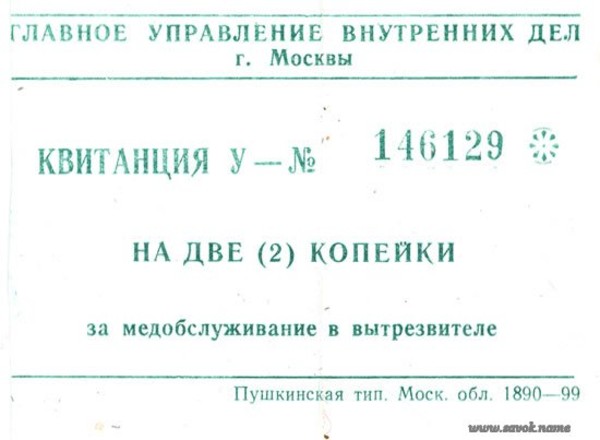 ГЛАВНОЕ УПРАВЛЕНИЕ ВНУТРЕННИХ ДЕЛ
г. Москвы
КВИТАНЦИЯ У — № 146129
НА ДВЕ (2) КОПЕЙКИ
за медобслуживание в вытрезвителе
Пушкинская тип. Моск. обл. 1890—99
www.savok.name